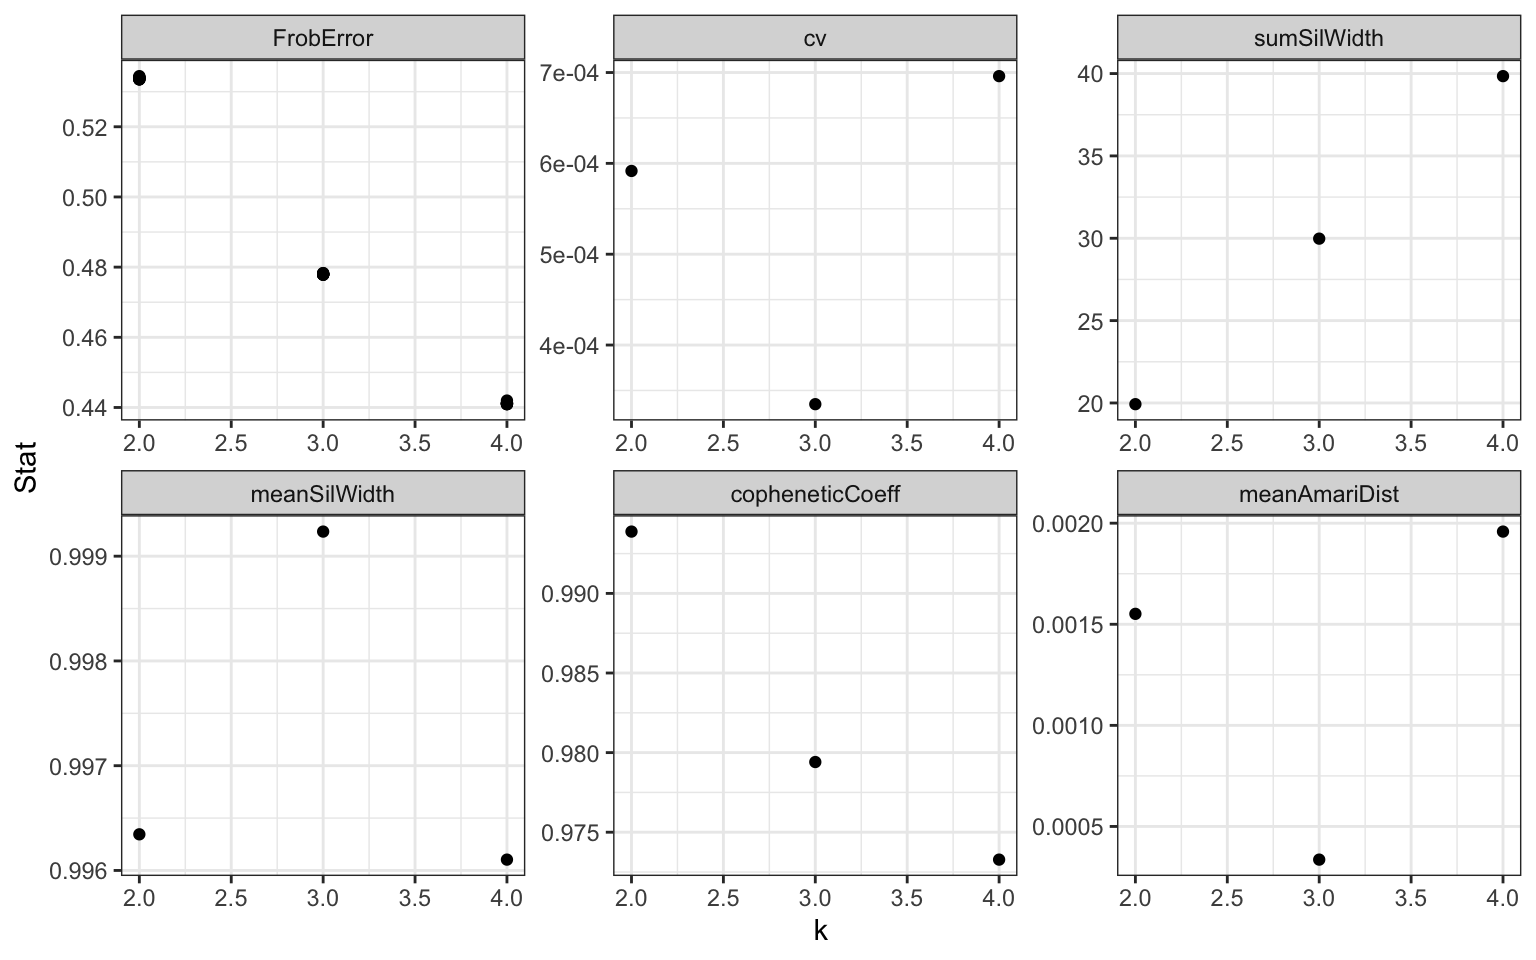 FrobError
cv
sumSilWidth
0.52
0.50
0.48
0.46
0.44
7e-04
6e-04
5e-04
4e-04
40
35
30
25
20
2.0 2.5 3.0 3.5 4.0
2.0 2.5 3.0 3.5 4.0
2.0 2.5 3.0 3.5 4.0
Stat
meanSilWidth
copheneticCoeff
meanAmariDist
0.999
0.998
0.997
0.996
0.990
0.985
0.980
0.975
0.0020
0.0015
0.0010
0.0005
2.0 2.5 3.0 3.5 4.0
2.0 2.5 3.0 3.5 4.0
2.0 2.5 3.0 3.5 4.0
k